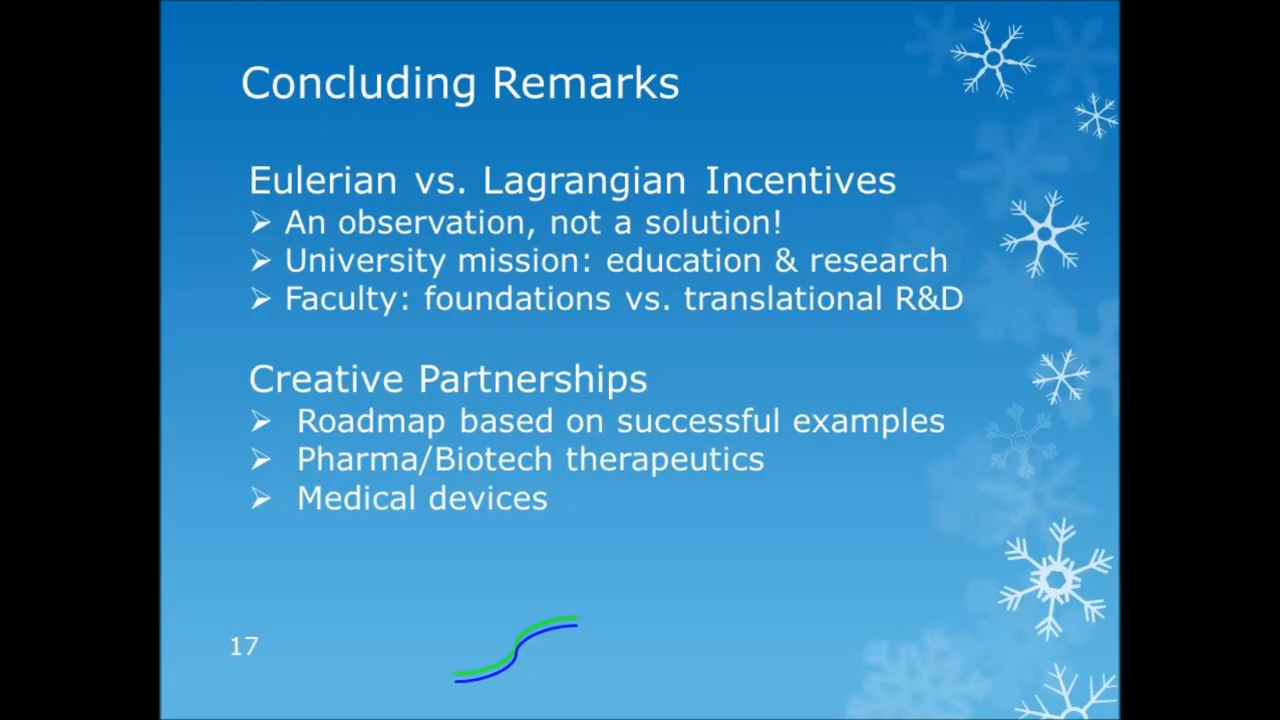 Concluding Remarks
Eulerian vs. Lagrangian Incentives
➢ An observation, not a solution!
➢ University mission: education & research
➢ Faculty: foundations vs. translational R&D
Creative Partnerships
➢ Roadmap based on successful examples
➢ Pharma/Biotech therapeutics
➢ Medical devices
17